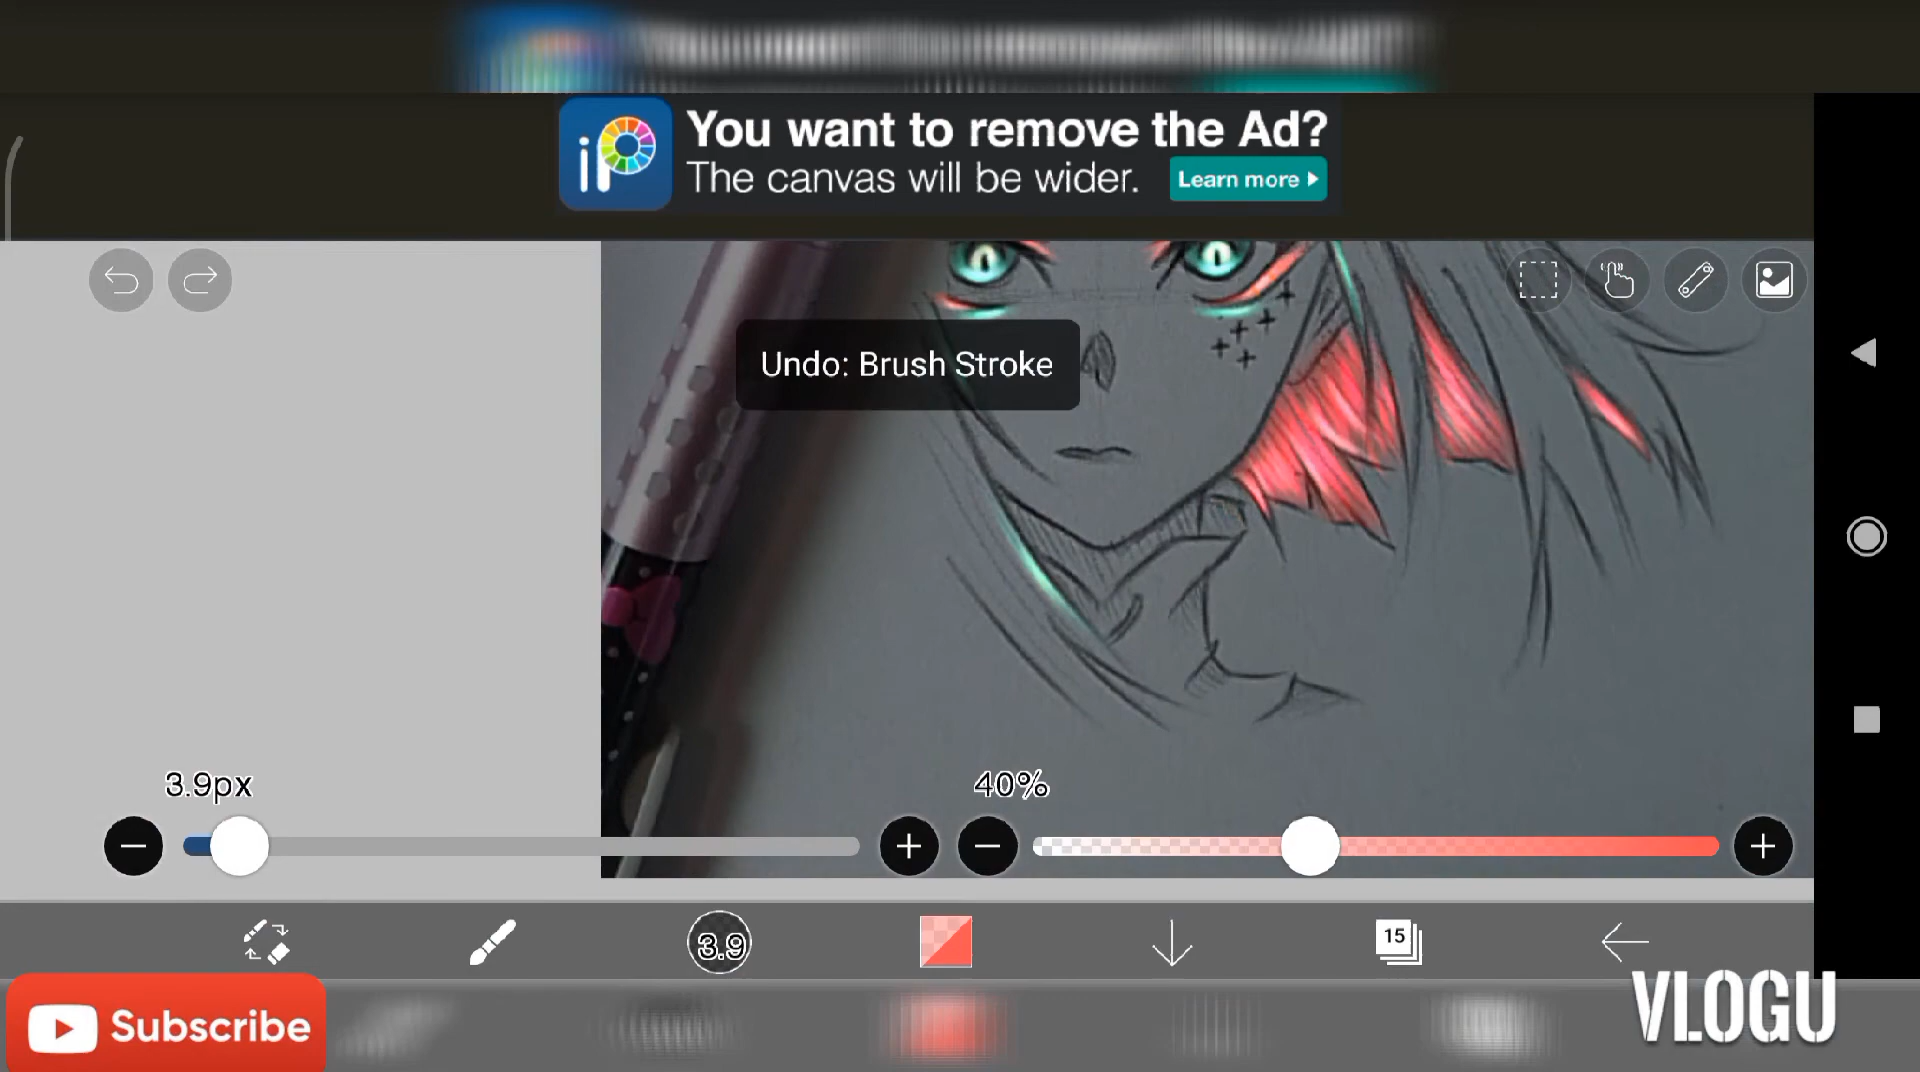 iP
You want to remove the Ad?
The canvas will be wider.
Learn more
Undo: Brush Stroke
3.9px
40%
3.9
15
Subscribe
VLOGU